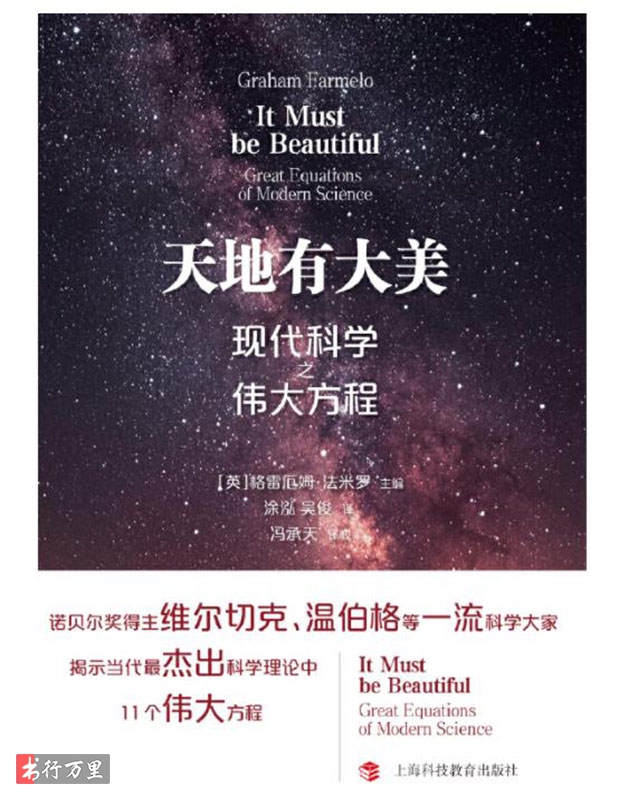 Graham Farmelo
It Must
be Beautiful
Great Equations
of Modern Science
天地有大美
现代科学
之
伟大方程
[英]格雷厄姆·法米罗 主编
涂泓 吴俊 译
冯承天 译校
诺贝尔奖得主维尔切克、温伯格等一流科学大家
揭示当代最杰出科学理论中
11个伟大方程
It Must
be Beautiful
Great Equations
of Modern Science
上海科技教育出版社
书行万里